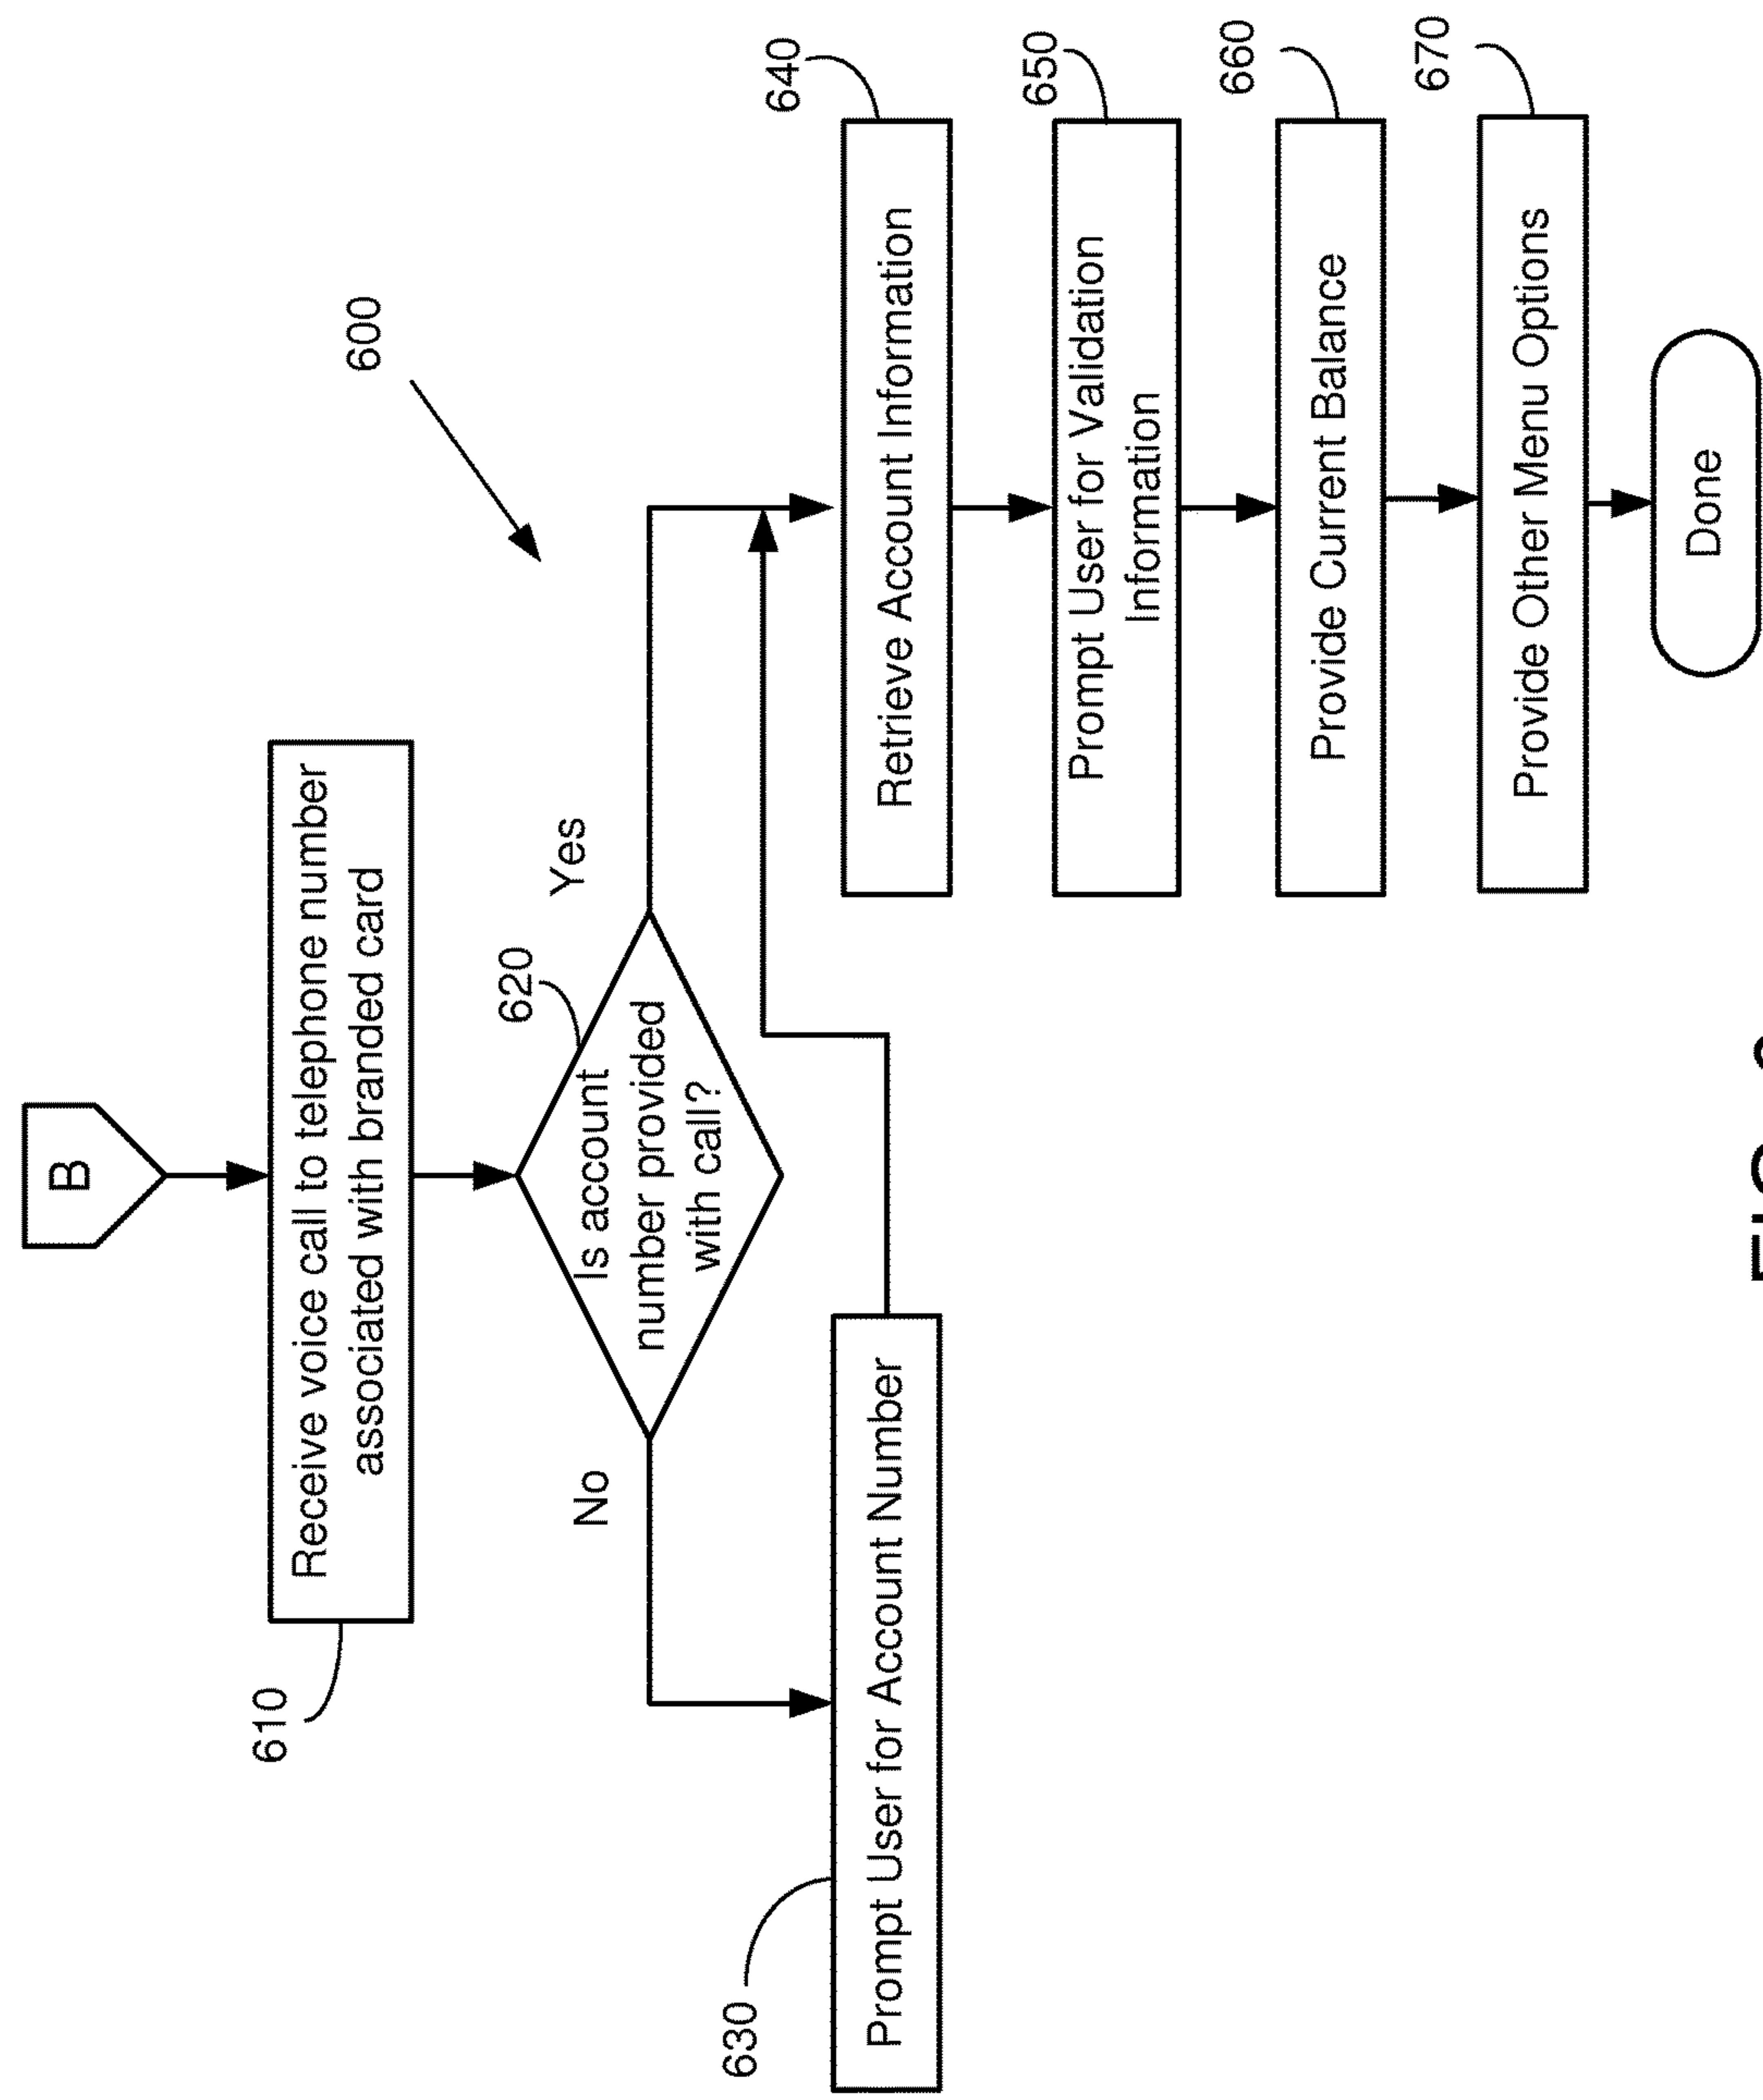 B
Receive voice call to telephone number
associated with branded card
610
600
620
Is account
number provided
with call?
Yes
No
630
Prompt User for Account Number
640
Retrieve Account Information
650
Prompt User for Validation
Information
660
Provide Current Balance
670
Provide Other Menu Options
Done